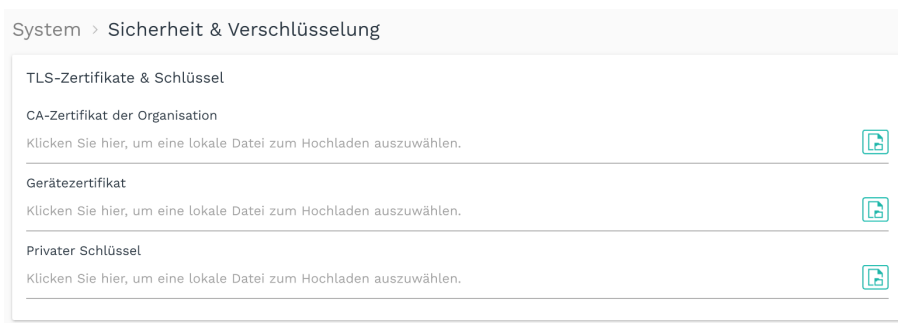 System > Sicherheit & Verschlüsselung
TLS-Zertifikate & Schlüssel
CA-Zertifikat der Organisation
Klicken Sie hier, um eine lokale Datei zum Hochladen auszuwählen.
Gerätezertifikat
Klicken Sie hier, um eine lokale Datei zum Hochladen auszuwählen.
Privater Schlüssel
Klicken Sie hier, um eine lokale Datei zum Hochladen auszuwählen.